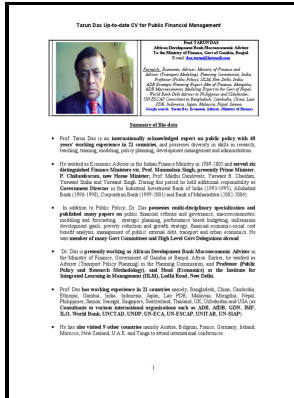 Tarun Das Up-to-date CV for Public Financial Management
Prof. TARUN DAS
African Development Bank Macroeconomic Adviser
To the Ministry of Finance, Govt of Gambia, Banjul.
E-mail: das.tarun@hotmail.com
Formerly, Economic Adviser, Ministry of Finance and
Adviser (Transport Modeling), Planning Commission, India,
Professor (Public Policy), IILM, New Delhi, India,
ADB Strategic Planning Expert, Min of Finance, Mongolia,
ADB Macroeconomic Modeling Expert to the Govt of Nepal,
World Bank Debt Adviser to Philippines and Uzbekistan,
UN-ESCAP Consultant to Bangladesh, Cambodia, China, Lao
PDR, Indonesia, Japan, Malaysia, Nepal, Samoa
Summary of Bio-data
• Prof. Tarun Das is an internationally acknowledged expert on public policy with 40
years' working experience in 21 countries, and possesses diversity in skills in research,
teaching, training, modeling, policy planning, development management and administration.
• He worked as Economic Adviser in the Indian Finance Ministry in 1989-2005 and served six
distinguished Finance Ministers viz. Prof. Manmohan Singh, presently Prime Minister,
P. Chidambaram, now Home Minister; Prof. Madhu Dandavate, Yaswant B. Chavhan,
Yaswant Sinha and Yaswant Singh. During this period he held additional responsibility as
Government Director in the Industrial Investment Bank of India (1993-1995), Allahabad
Bank (1996-1998), Corporation Bank (1999-2001) and Bank of Maharashtra (2002-2004).
• In addition to Public Policy, Dr. Das possesses multi-disciplinary specialization and
published many papers on public financial reforms and governance, macroeconometric
modeling and forecasting, strategic planning, performance based budgeting, millennium
development goals, poverty reduction and growth strategy, financial-economic-social cost
benefit analysis, management of public external debt, transport and urban economics. He
was member of many Govt Committees and High Level Govt Delegations abroad.
• Dr. Das is presently working as African Development Bank Macroeconomic Adviser in
the Ministry of Finance, Government of Gambia at Banjul, Africa. Earlier, he worked as
Adviser (Transport Policy Planning) in the Planning Commission, and Professor (Public
Policy and Research Methodology), and Head (Economics) at the Institute for
Integrated Learning in Management (IILM), Lodhi Road, New Delhi.
• Prof Das has working experience in 21 countries namely, Bangladesh, China, Cambodia,
Ethiopia, Gambia, India, Indonesia, Japan, Lao PDR, Malaysia, Mongolia, Nepal,
Philippines, Samoa, Senegal, Singapore, Switzerland, Thailand, UK, Uzbekistan and USA (as
Consultants to various international organizations such as ADB, AfDB, GDN, IMF,
ILO, World Bank, UNCTAD, UNDP, UN-ECA, UN-ESCAP, UNITAR, UN-SIAP)
• He has also visited 9 other countries namely Austria, Belgium, France, Germany, Ireland,
Morocco, New Zealand, U.A.E. and Tonga to attend international conferences.
1